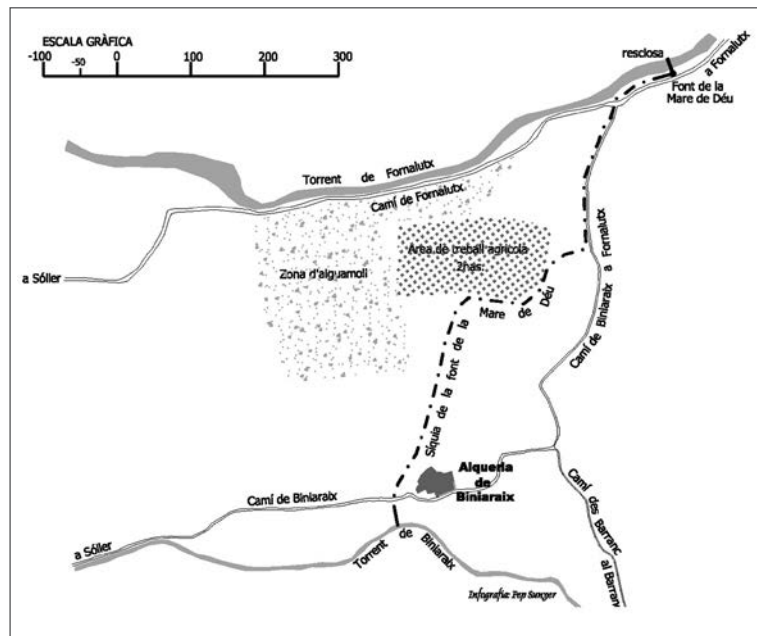 ESCALA GRÀFICA
-100 -50 0 100 200 300
resclosa
a Fornalutx
Font de la
Mare de Déu
Torrent de Fornalutx
Camí de Fornalutx
Àrea de treball agrícola
2has.
Zona d'aiguamoll
a Sóller
Mare de Déu
Camí de Biniaraix a Fornalutx
Síquia de la font de la
Alqueria
de
Biniaraix
Camí de Biniaraix
a Sóller
Torrent de Biniaraix
Camí des Barranc
al Barranc
Infografia: Pep Sunyer